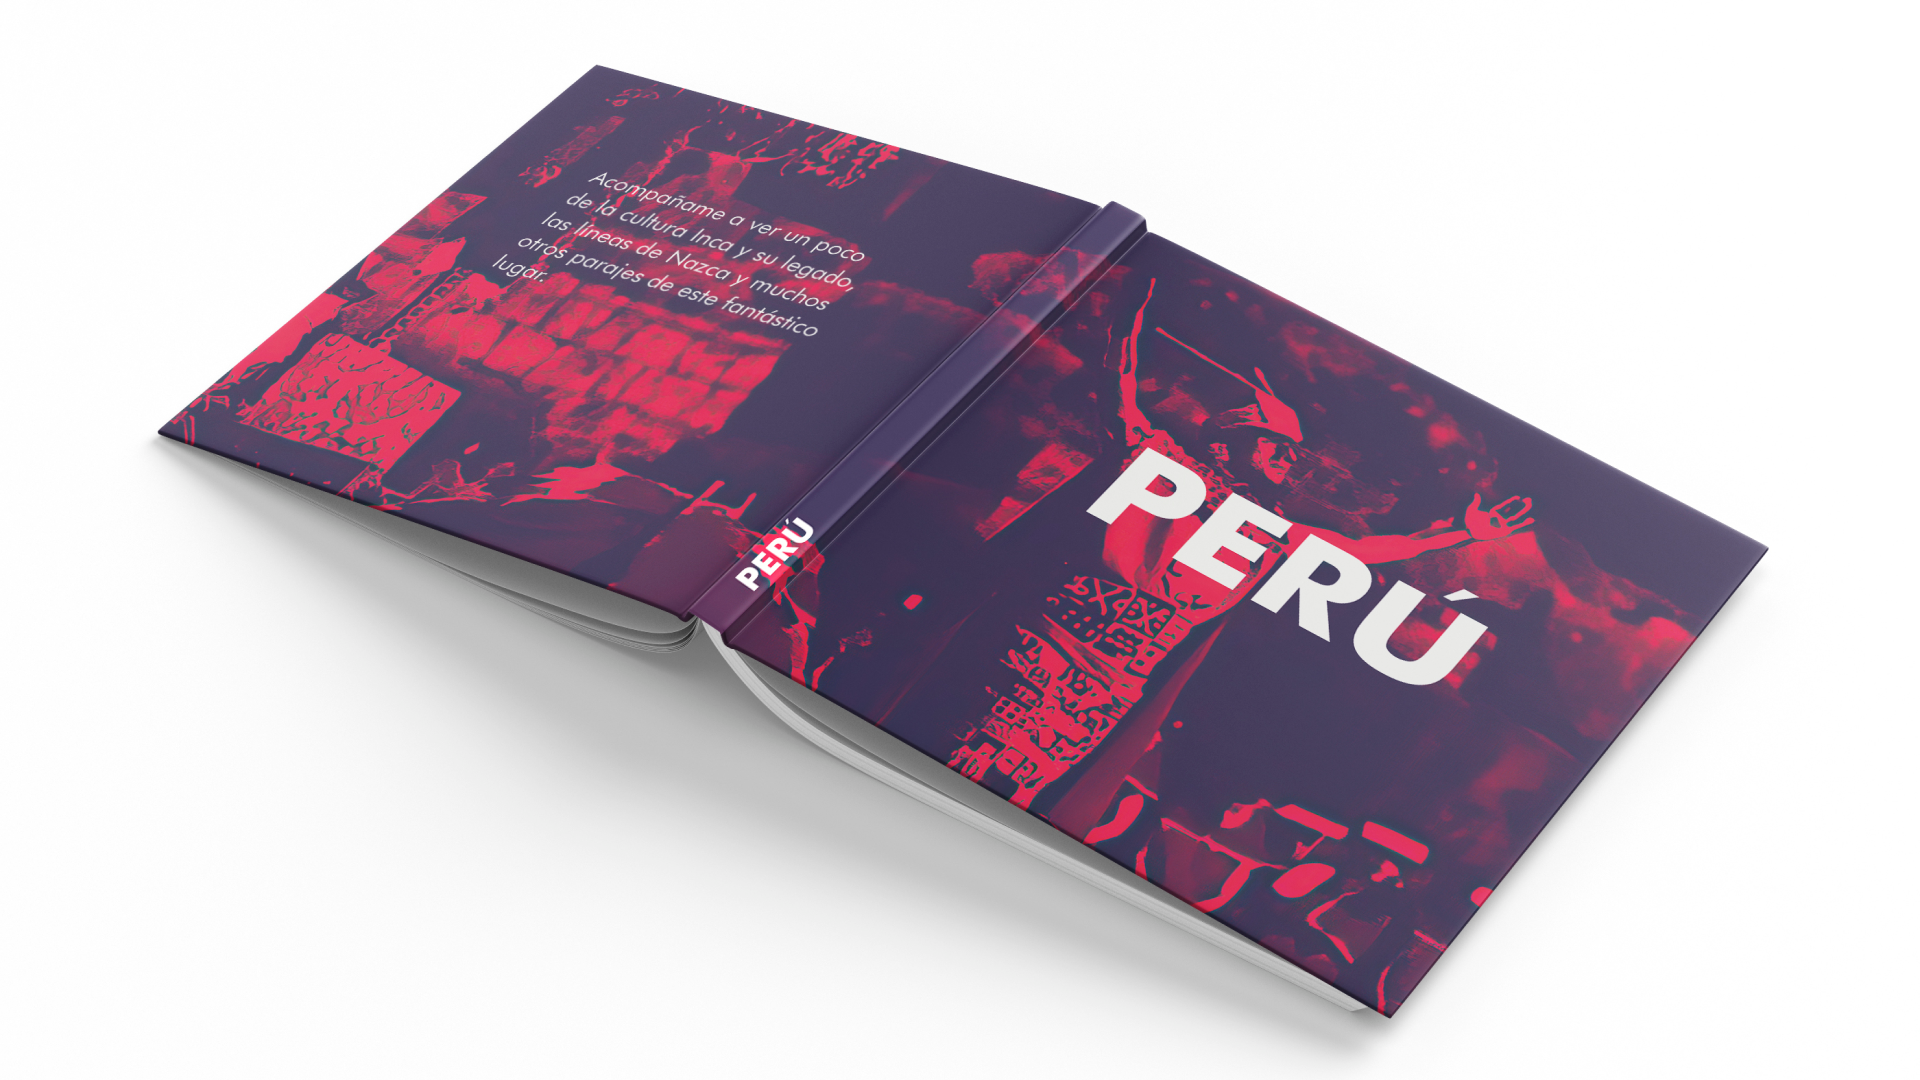 Acompañame a ver un poco
de la cultura Inca y su legado,
las líneas de Nazca y muchos
otros parajes de este fantástico
lugar.
PERÚ
PERÚ